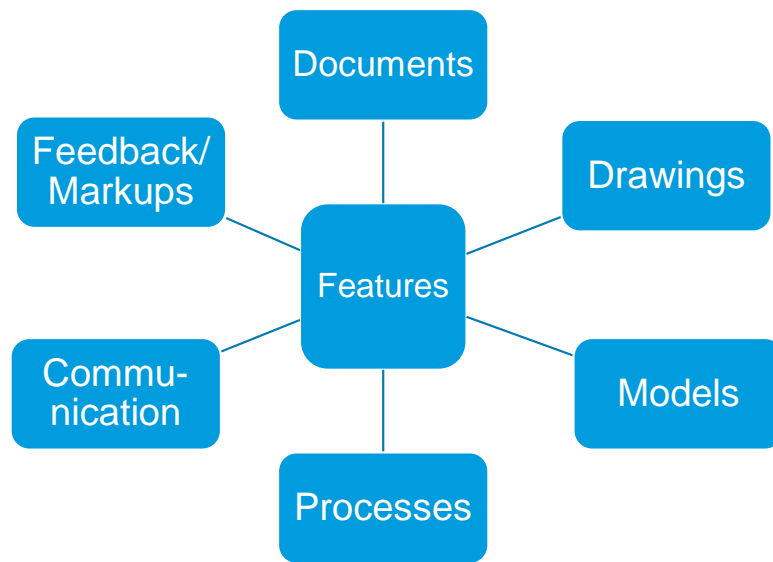 Documents
Feedback/
Markups
Drawings
Features
Commu-
nication
Models
Processes